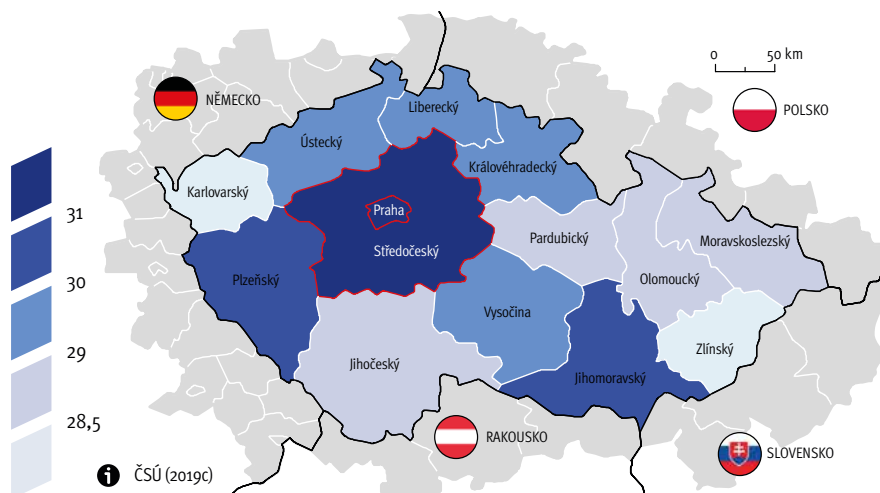 0 50 km
NĚMECKO
POLSKO
Liberecký
Ústecký
Královéhradecký
Karlovarský
Praha
31
Pardubický
Moravskoslezský
Středočeský
Plzeňský
Olomoucký
30
Vysočina
Zlínský
29
Jihočeský
Jihomoravský
28,5
RAKOUSKO
SLOVENSKO
i ČSÚ (2019c)